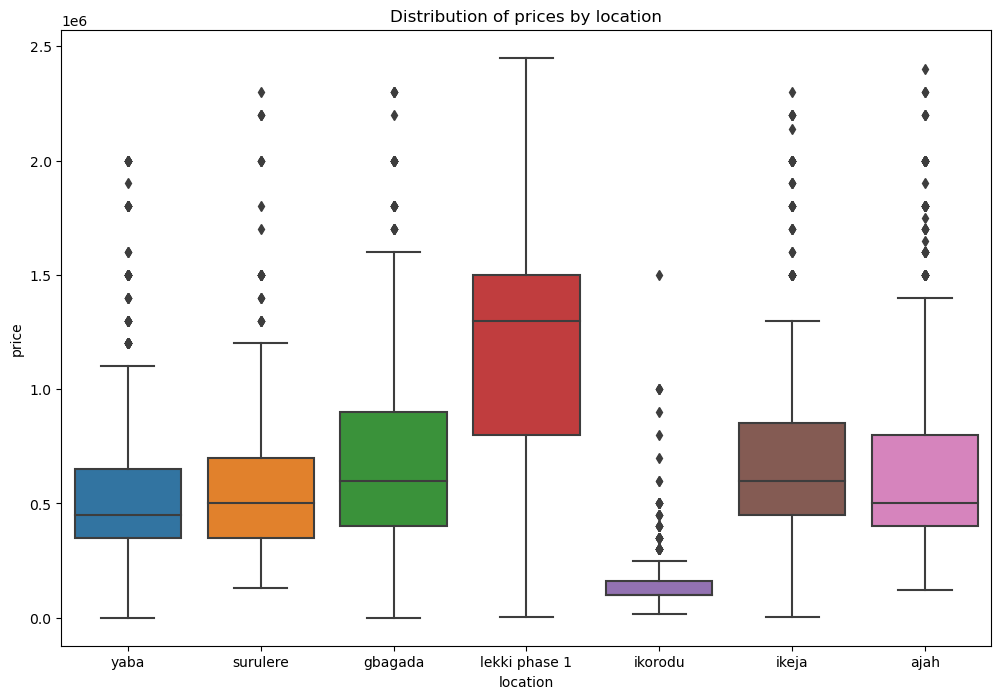 Distribution of prices by location
1e6
2.5
2.0
1.5
1.0
0.5
0.0
price
yaba surulere gbagada lekki phase 1 ikorodu ikeja ajah
location